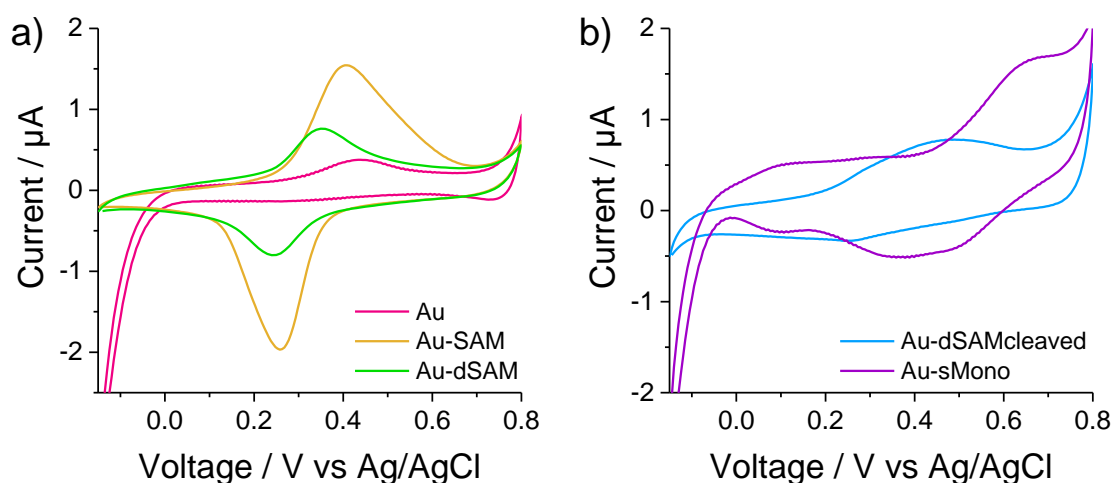 a)
2
1
0
-1
-2
Current / µA
0.0
0.2
0.4
0.6
0.8
Voltage / V vs Ag/AgCl
Au
Au-SAM
Au-dSAM
b)
2
1
0
-1
-2
Current / µA
0.0
0.2
0.4
0.6
0.8
Voltage / V vs Ag/AgCl
Au-dSAMcleaved
Au-sMono